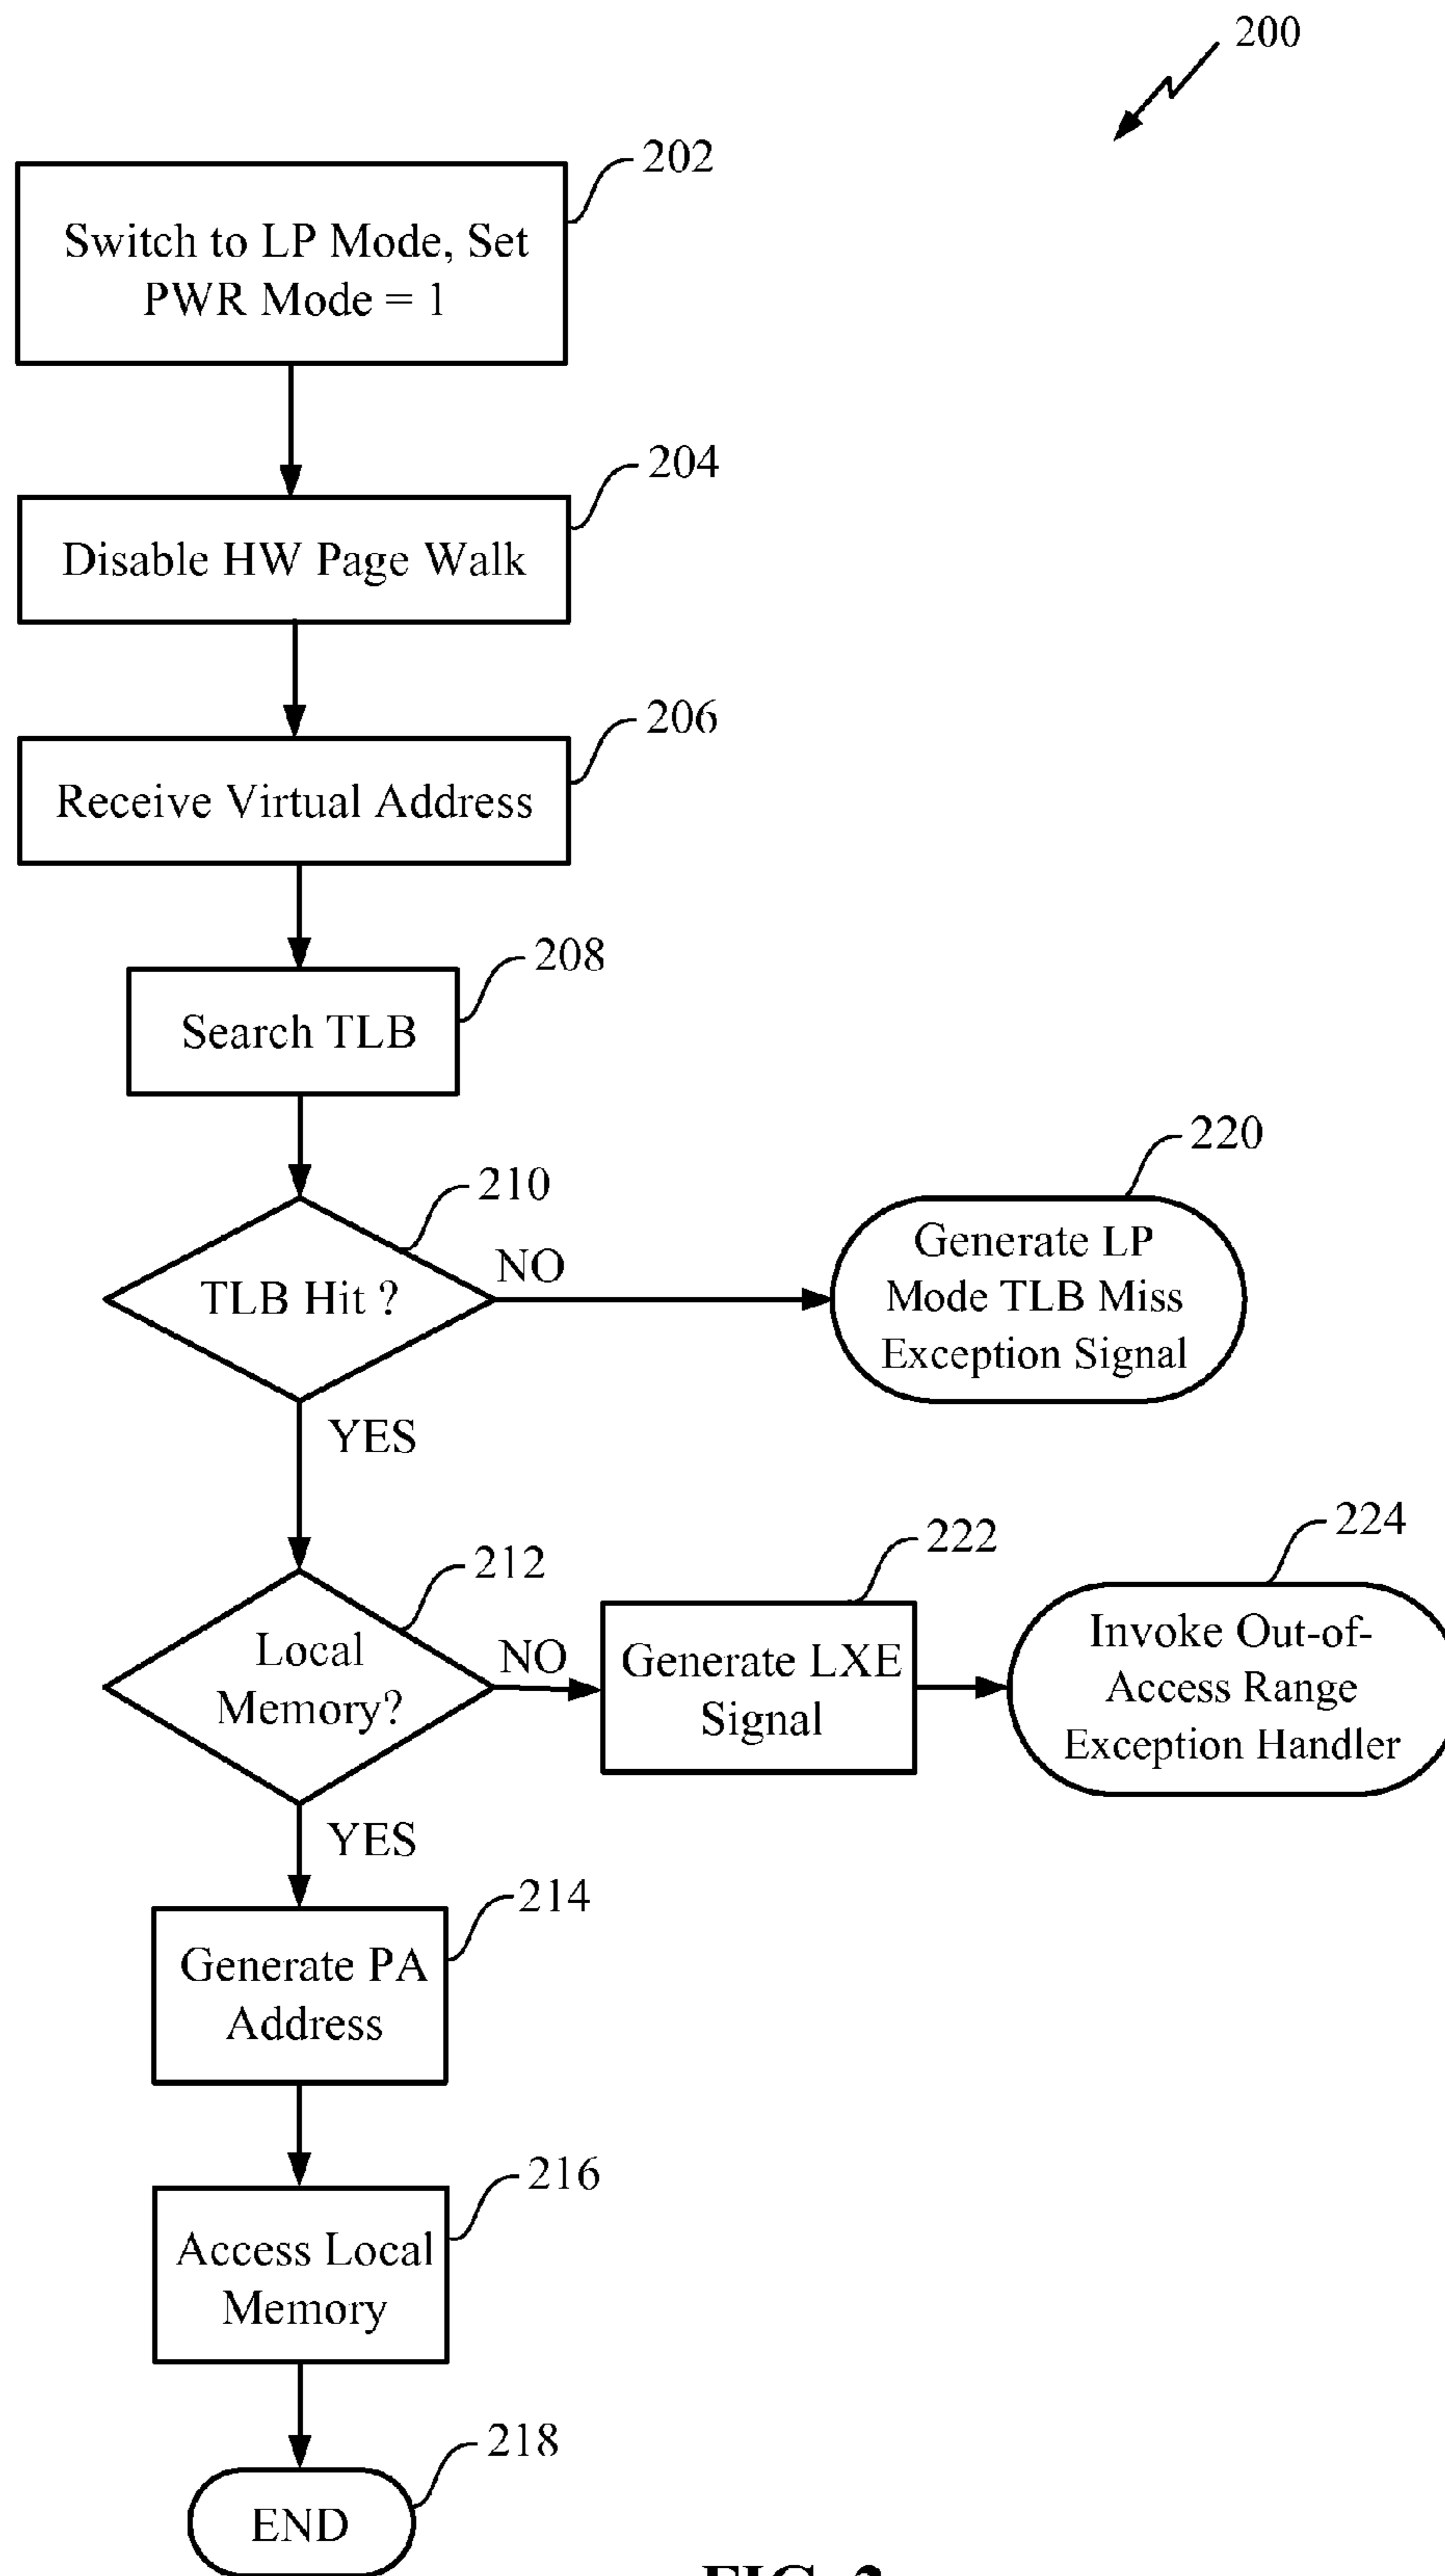 200
202
Switch to LP Mode, Set
PWR Mode = 1
204
Disable HW Page Walk
206
Receive Virtual Address
208
Search TLB
210
TLB Hit ?
NO
220
Generate LP
Mode TLB Miss
Exception Signal
YES
212
Local
Memory?
NO
222
Generate LXE
Signal
224
Invoke Out-of-
Access Range
Exception Handler
YES
214
Generate PA
Address
216
Access Local
Memory
218
END
FIG. 2